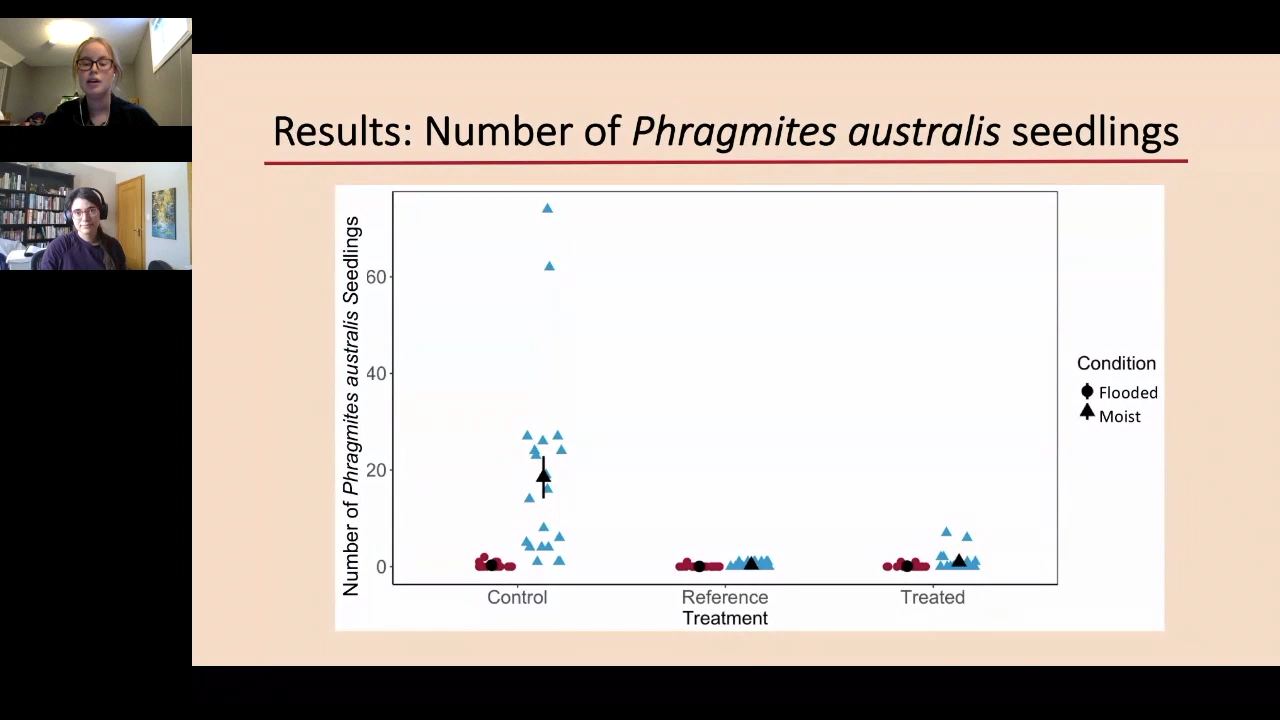 Results: Number of Phragmites australis seedlings
Number of Phragmites australis Seedlings
60
40
20
0
Control
Reference
Treated
Treatment
Condition
Flooded
Moist